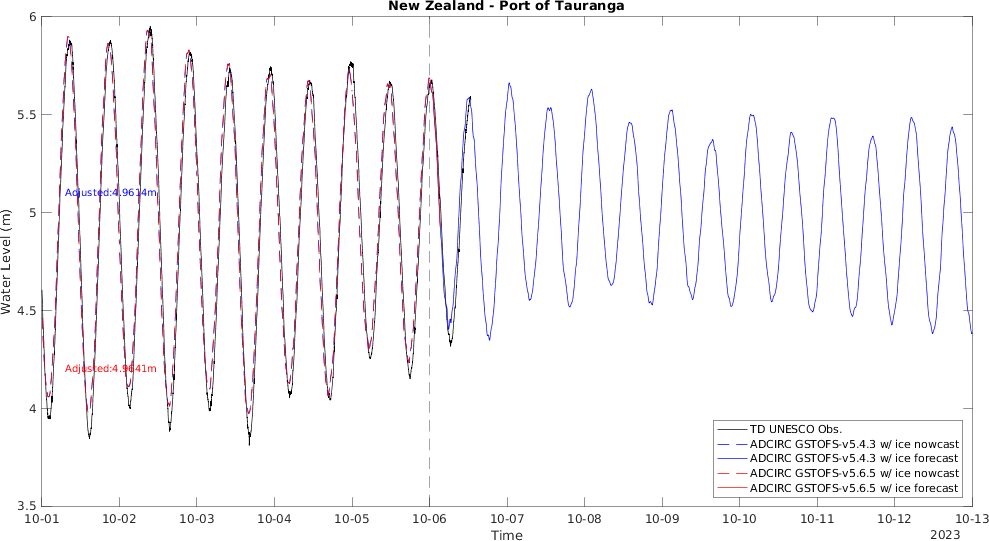 New Zealand - Port of Tauranga
6
5.5
5
4.5
4
3.5
Water Level (m)
Adjusted:4.9614m
Adjusted:4.9641m
TD UNESCO Obs.
ADCIRC GSTOFS-v5.4.3 w/ ice nowcast
ADCIRC GSTOFS-v5.4.3 w/ ice forecast
ADCIRC GSTOFS-v5.6.5 w/ ice nowcast
ADCIRC GSTOFS-v5.6.5 w/ ice forecast
10-01 10-02 10-03 10-04 10-05 10-06 10-07 10-08 10-09 10-10 10-11 10-12 10-13
Time
2023